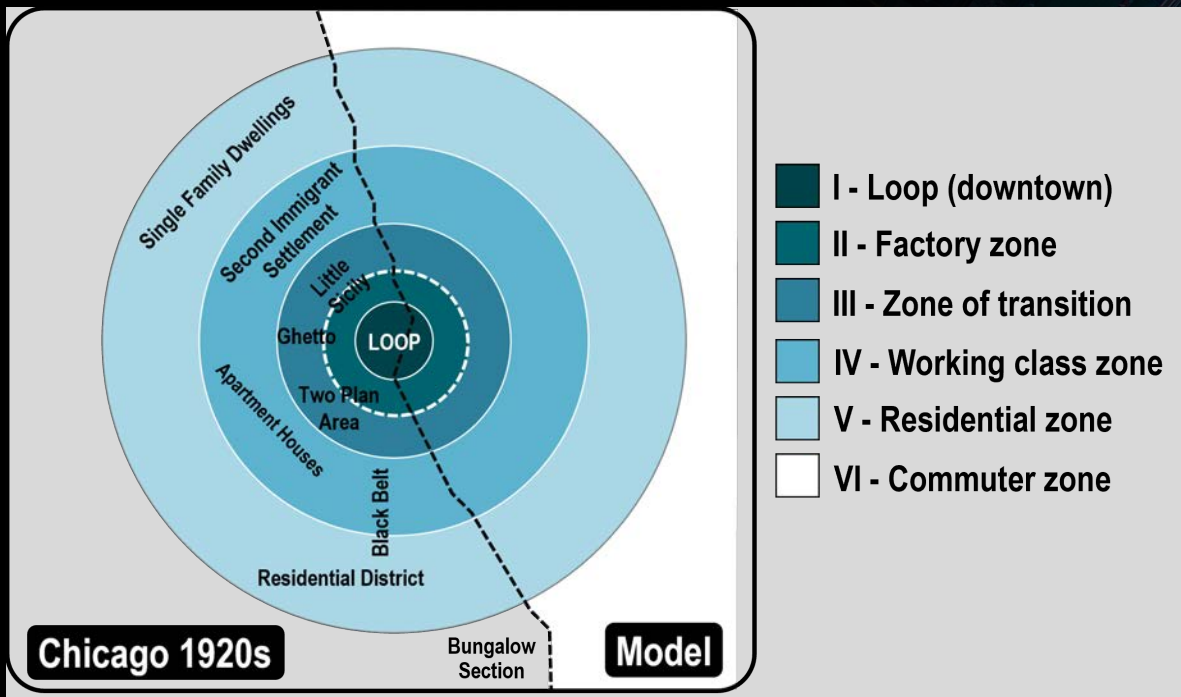 Single Family Dwellings
Second Immigrant
Settlement
Little
Sicily
Ghetto
LOOP
Two Plan
Area
Apartment Houses
Black Belt
Residential District
Bungalow
Section
Chicago 1920s
Model
I - Loop (downtown)
II - Factory zone
III - Zone of transition
IV - Working class zone
V - Residential zone
VI - Commuter zone